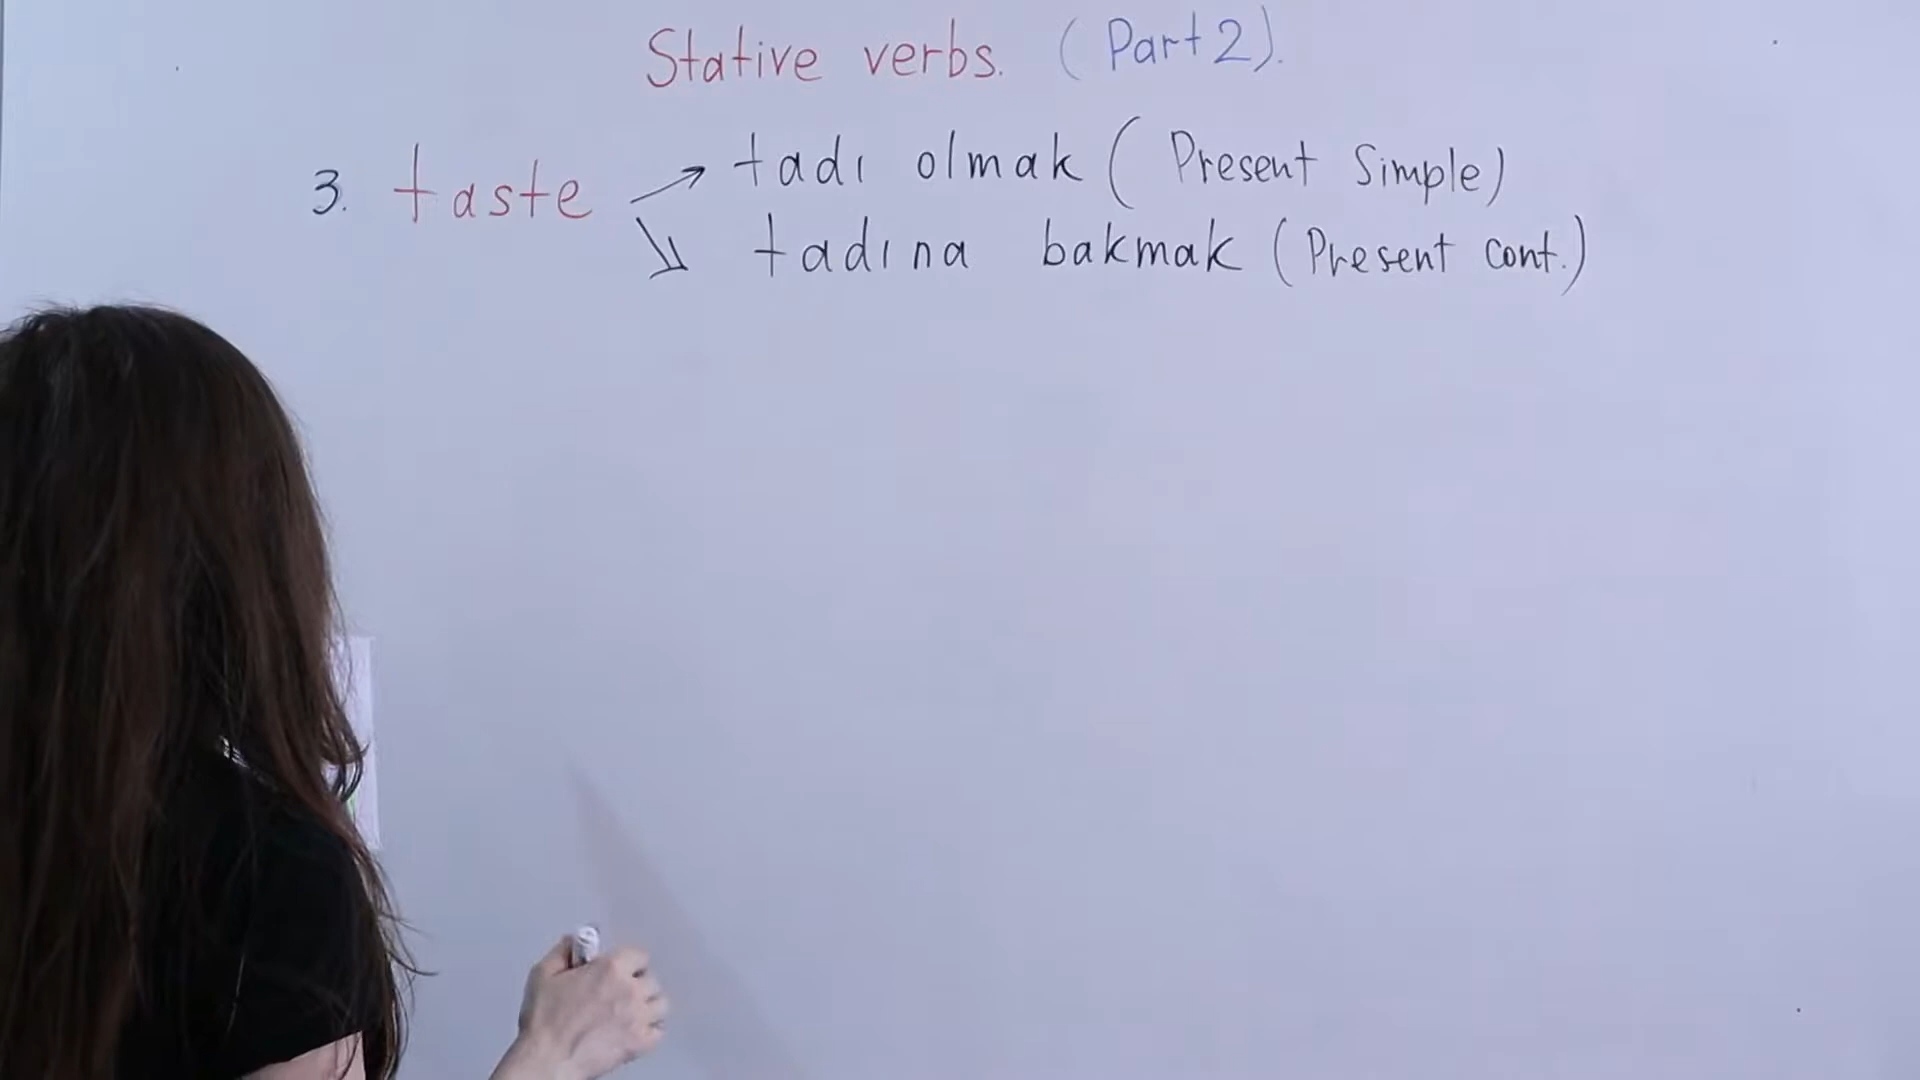 Stative verbs. (Part 2).
3. taste → tadı olmak (Present Simple)
↘ tadına bakmak (Present cont.)